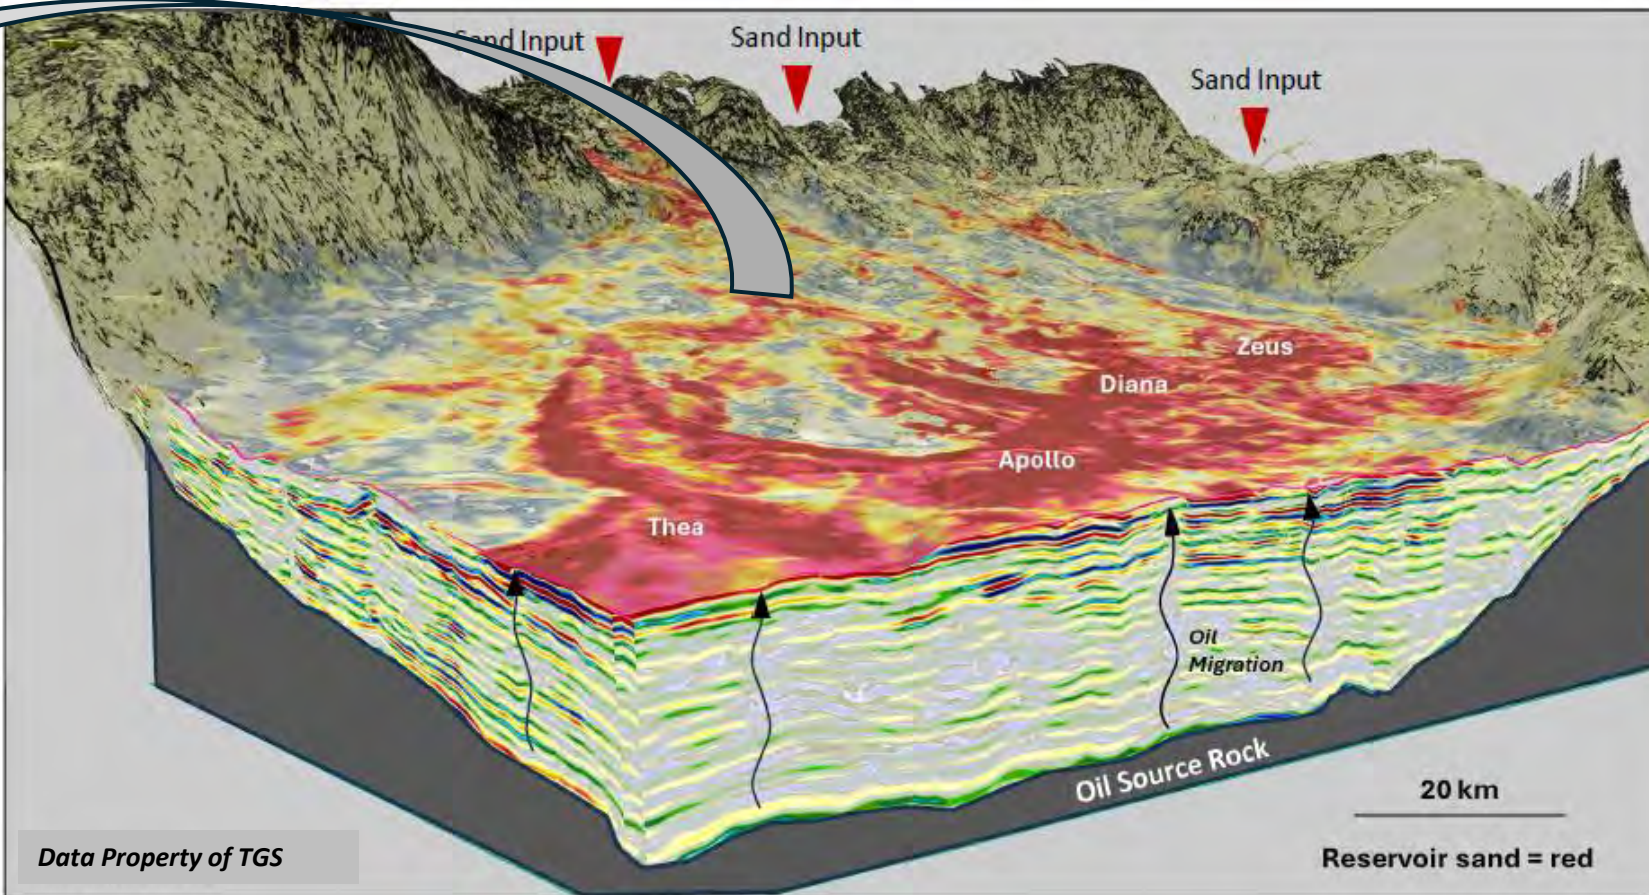 Sand Input
Sand Input
Sand Input
Zeus
Diana
Apollo
Thea
Oil
Migration
Oil Source Rock
20 km
Reservoir sand = red
Data Property of TGS